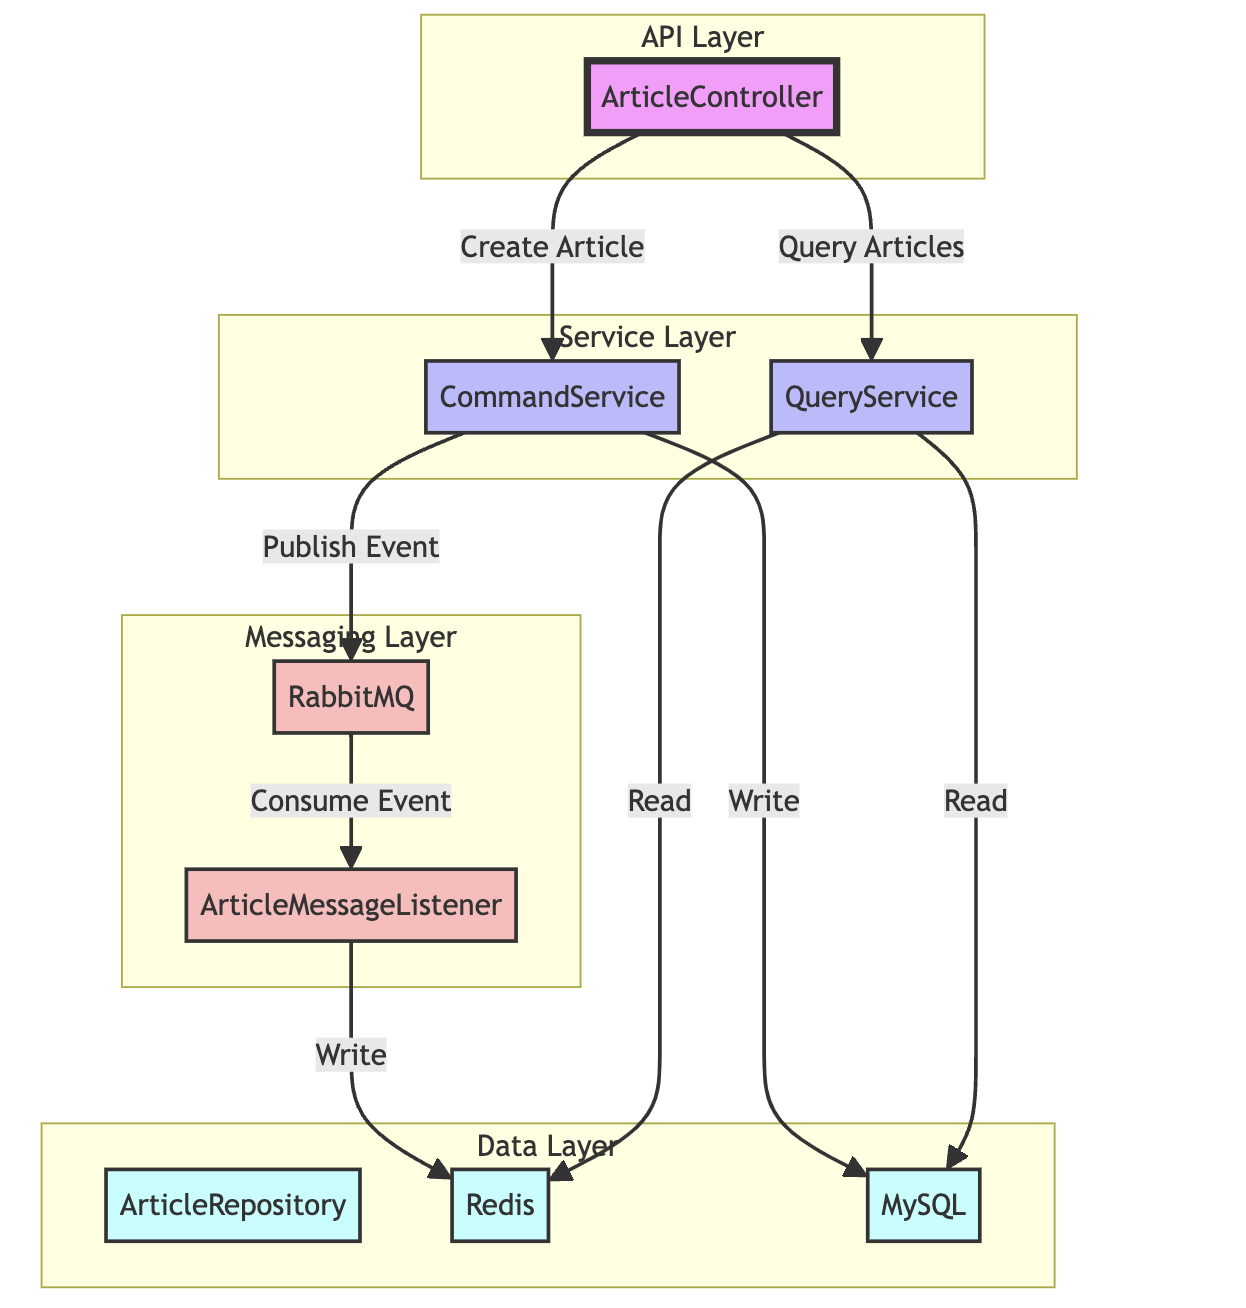 API Layer
ArticleController
Create Article
Query Articles
Service Layer
CommandService
QueryService
Publish Event
Messaging Layer
RabbitMQ
Consume Event
Read
Write
Read
ArticleMessageListener
Write
Data Layer
ArticleRepository
Redis
MySQL